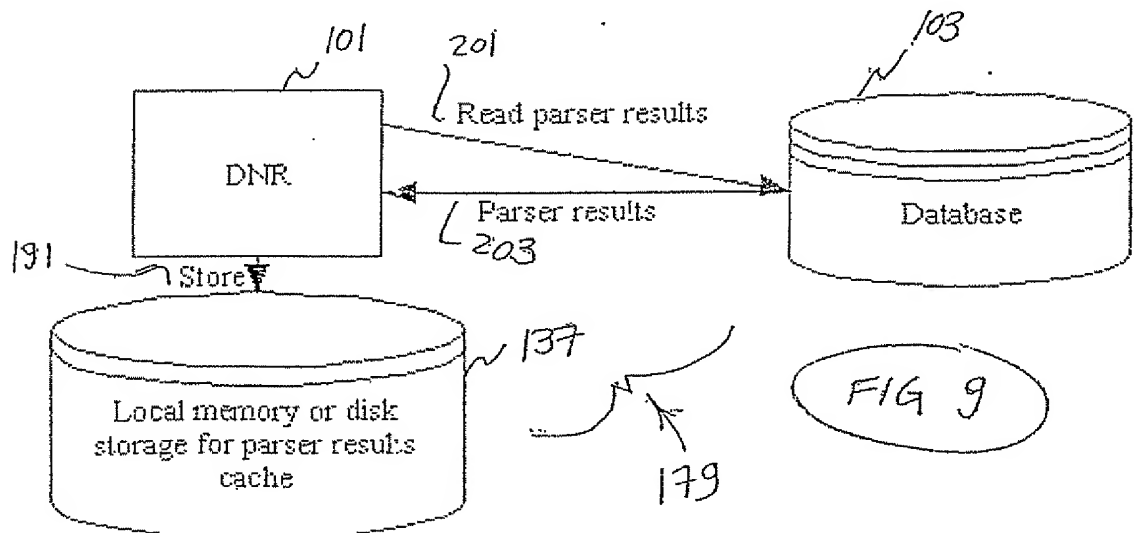 101
201
103
Read parser results
DNR
Parser results
203
Database
191
Store
137
Local memory or disk
storage for parser results
cache
179
FIG 9